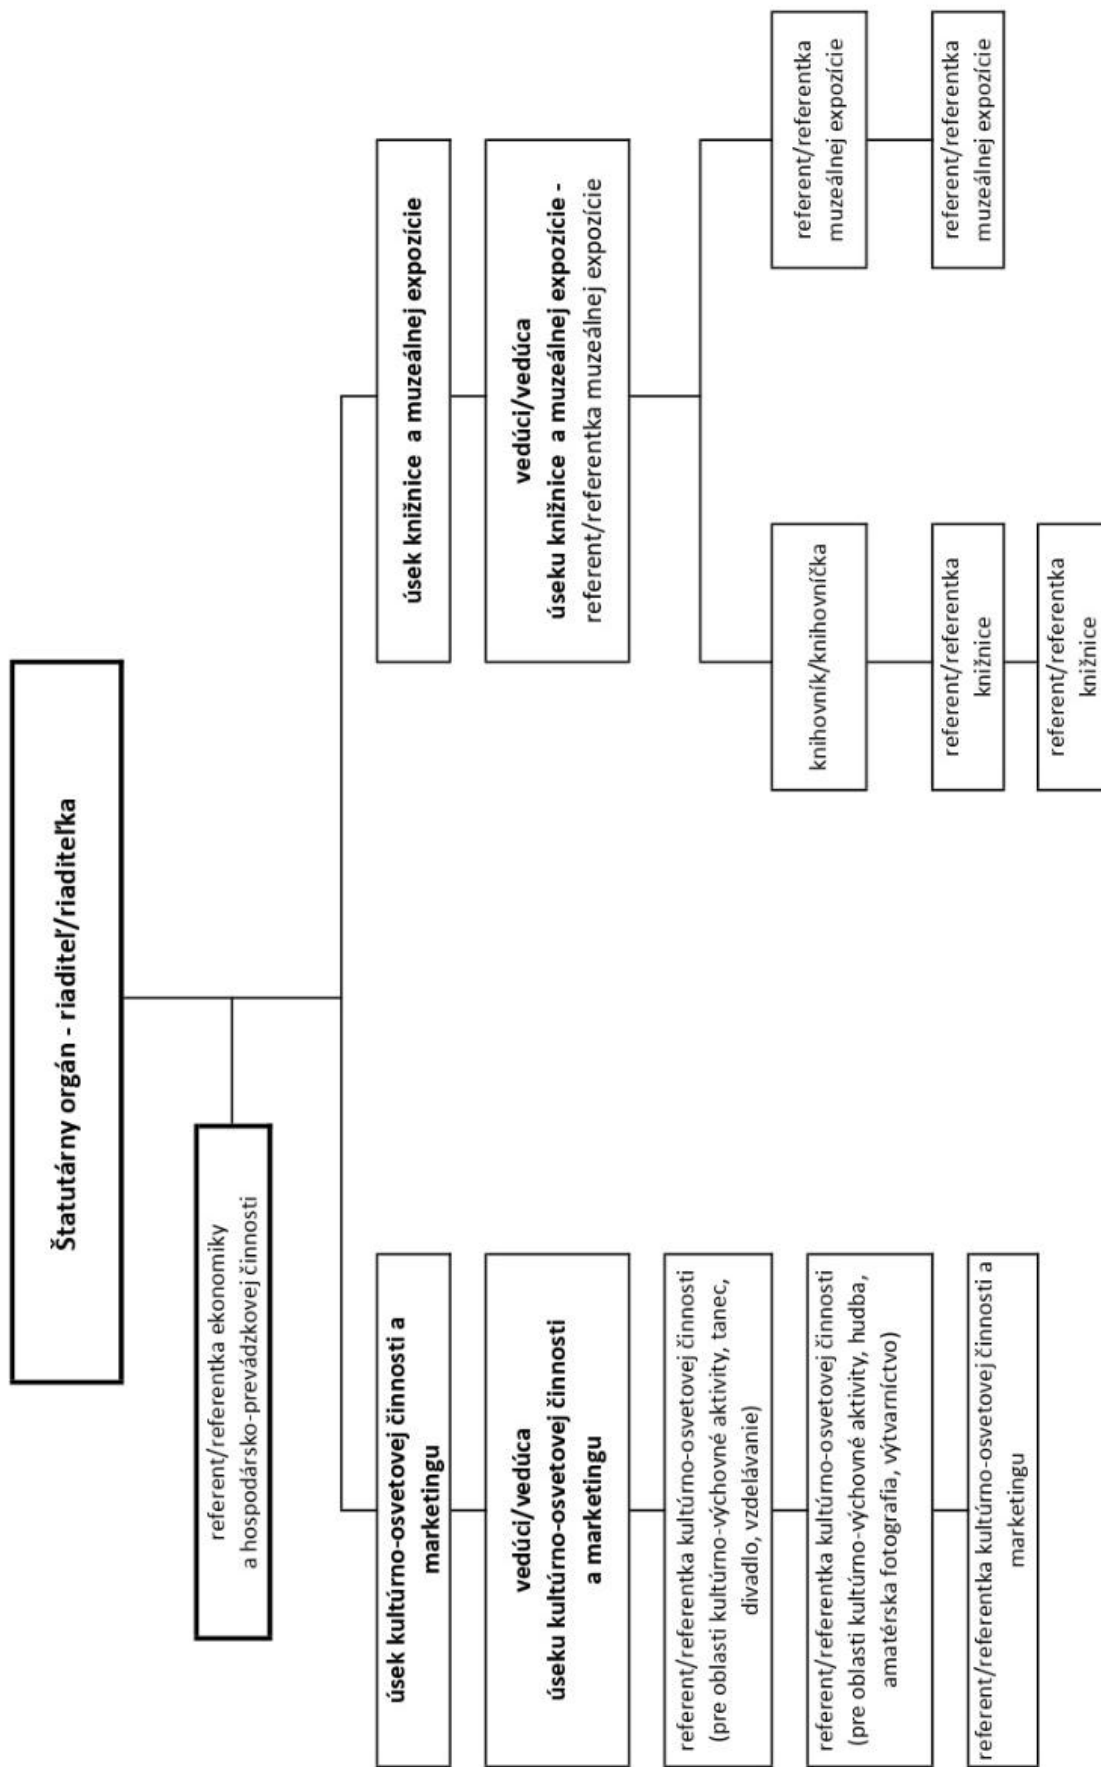 Štatutárny orgán - riaditeľ/riaditeľka
referent/referentka ekonomiky
a hospodársko-prevádzkovej činnosti
úsek kultúrno-osvetovej činnosti a
marketingu
vedúci/vedúca
úseku kultúrno-osvetovej činnosti
a marketingu
referent/referentka kultúrno-osvetovej činnosti
(pre oblasti kultúrno-výchovné aktivity, tanec,
divadlo, vzdelávanie)
referent/referentka kultúrno-osvetovej činnosti
(pre oblasti kultúrno-výchovné aktivity, hudba,
amatérska fotografia, výtvarníctvo)
referent/referentka kultúrno-osvetovej činnosti a
marketingu
úsek knižnice a muzeálnej expozície
vedúci/vedúca
úseku knižnice a muzeálnej expozície -
referent/referentka muzeálnej expozície
knihovník/knihovníčka
referent/referentka
knižnice
referent/referentka
knižnice
referent/referentka
muzeálnej expozície
referent/referentka
muzeálnej expozície